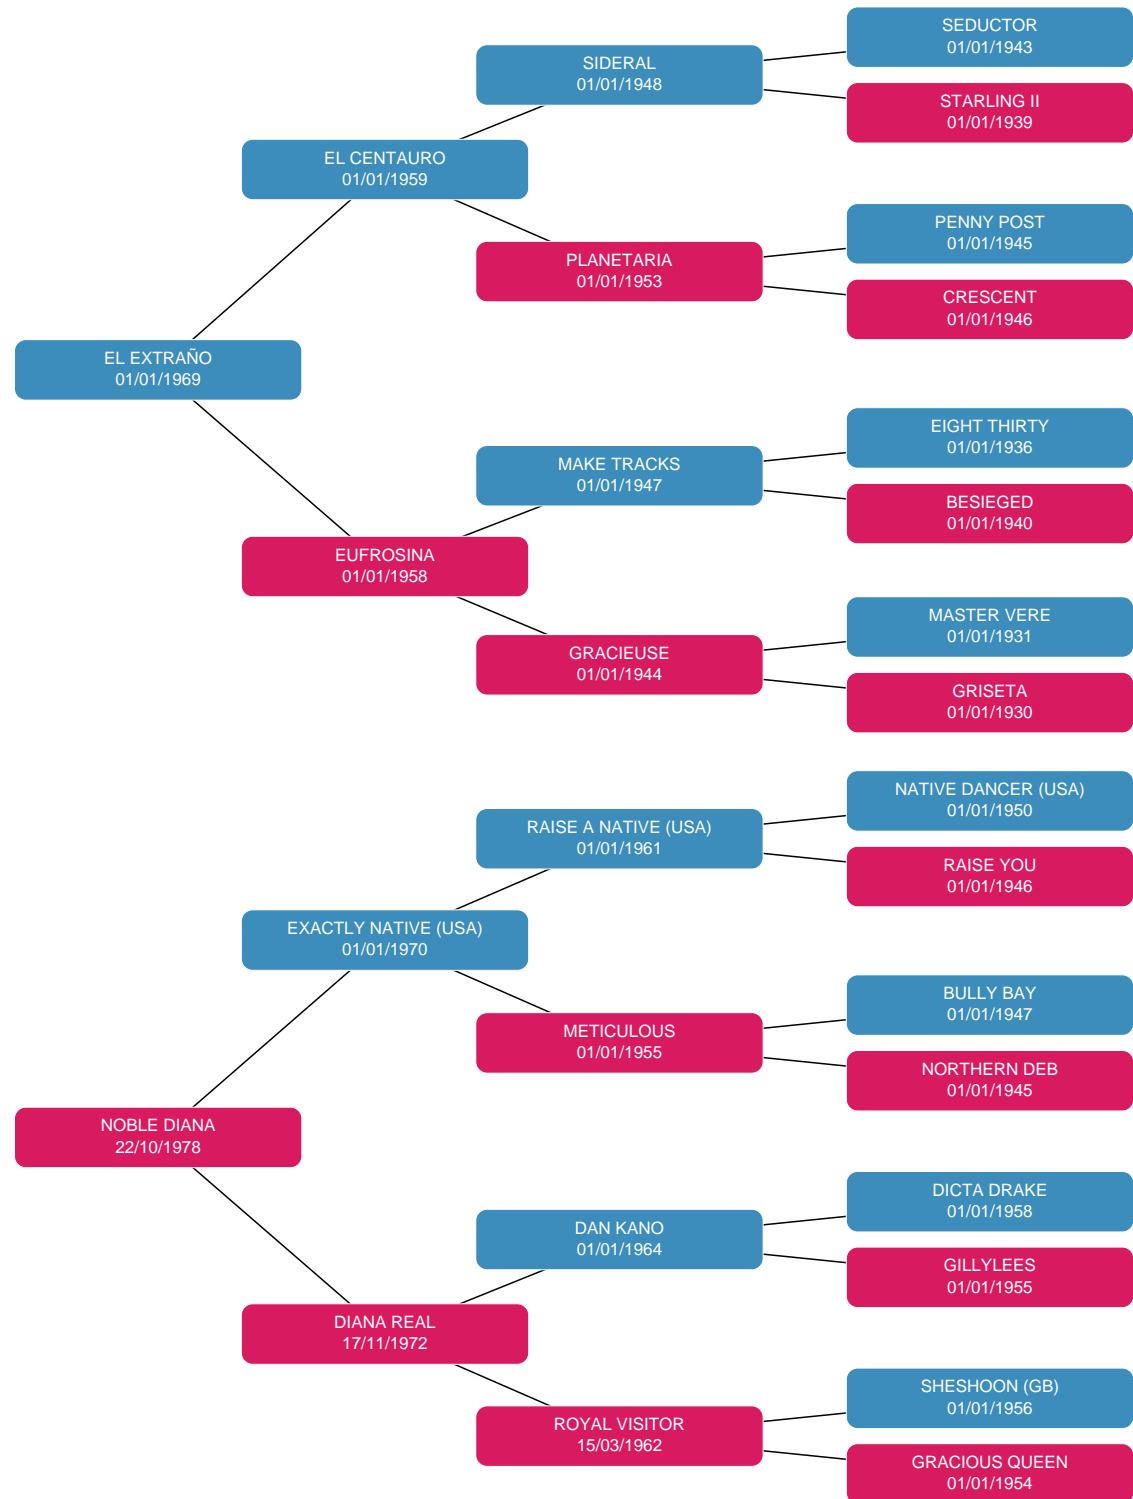 SEDUCTOR
01/01/1943
SIDERAL
01/01/1948
STARLING II
01/01/1939
EL CENTAURO
01/01/1959
PENNY POST
01/01/1945
PLANETARIA
01/01/1953
CRESCENT
01/01/1946
EL EXTRAÑO
01/01/1969
EIGHT THIRTY
01/01/1936
MAKE TRACKS
01/01/1947
BESIEGED
01/01/1940
EUFROSINA
01/01/1958
MASTER VERE
01/01/1931
GRACIEUSE
01/01/1944
GRISETA
01/01/1930
NATIVE DANCER (USA)
01/01/1950
RAISE A NATIVE (USA)
01/01/1961
RAISE YOU
01/01/1946
EXACTLY NATIVE (USA)
01/01/1970
BULLY BAY
01/01/1947
METICULOUS
01/01/1955
NORTHERN DEB
01/01/1945
NOBLE DIANA
22/10/1978
DICTA DRAKE
01/01/1958
DAN KANO
01/01/1964
GILLYLEES
01/01/1955
DIANA REAL
17/11/1972
SHESHOON (GB)
01/01/1956
ROYAL VISITOR
15/03/1962
GRACIOUS QUEEN
01/01/1954